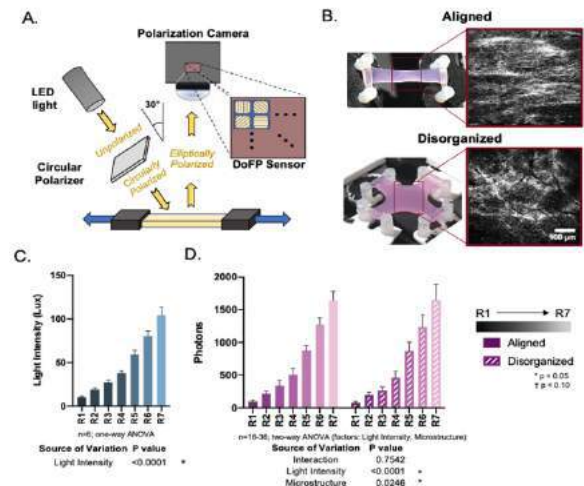 A.
Polarization Camera
LED
light
30°
Unpolarized
Circular
Polarizer
Circularly
Polarized
Elliptically
Polarized
DoFP Sensor
B.
Aligned
Disorganized
900 µm
C.
Light Intensity (Lux)
150
100
50
0
R1 R2 R3 R4 R5 R6 R7
n=6; one-way ANOVA
Source of Variation P value
Light Intensity <0.0001 *
D.
Photons
2000
1500
1000
500
0
R1 R2 R3 R4 R5 R6 R7 R1 R2 R3 R4 R5 R6 R7
n=18-36; two-way ANOVA (factors: Light Intensity, Microstructure)
Source of Variation P value
Interaction 0.7542
Light Intensity <0.0001 *
Microstructure 0.0246 *
R1 R7
Aligned
Disorganized
* p < 0.05
† p < 0.10